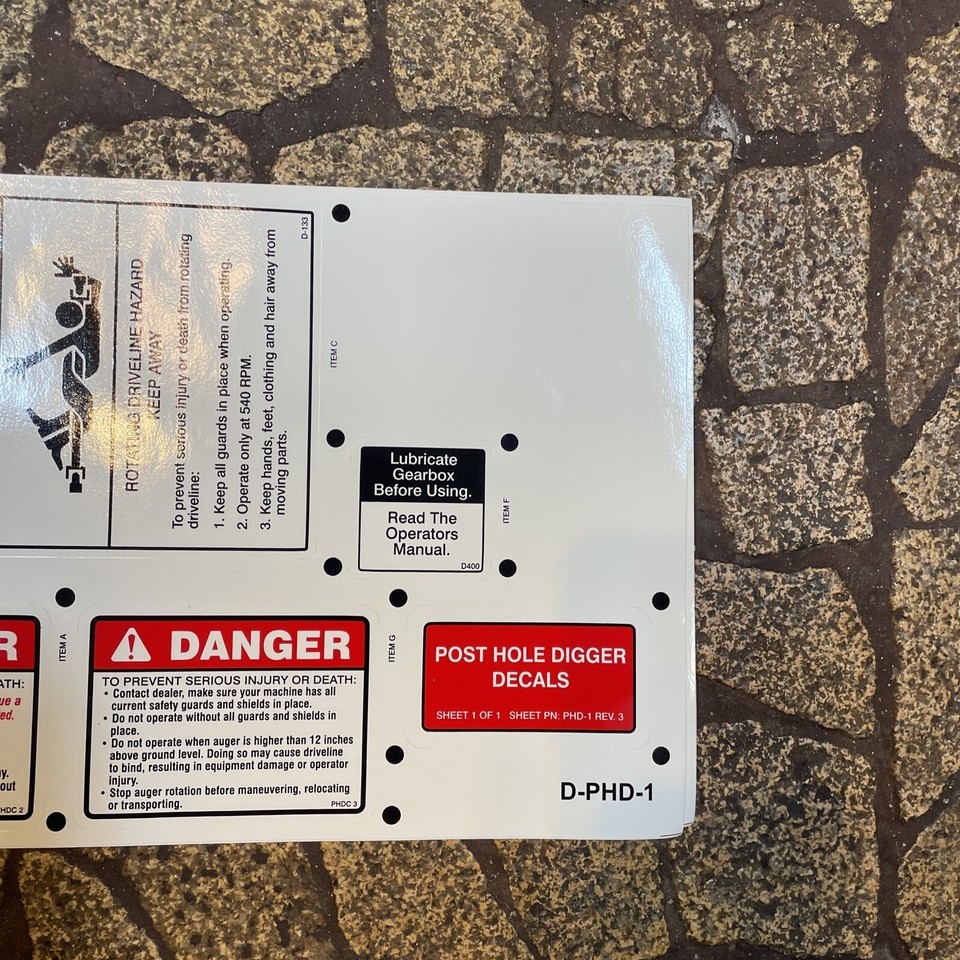 D-133
ROTATING DRIVELINE HAZARD
KEEP AWAY
To prevent serious injury or death from rotating
driveline:
1. Keep all guards in place when operating.
2. Operate only at 540 RPM.
3. Keep hands, feet, clothing and hair away from
moving parts.
ITEM C
Lubricate
Gearbox
Before Using.
Read The
Operators
Manual.
D400
ITEM F
R
ATH:
ue a
ed.
y.
out
HDC 2
ITEM A
DANGER
TO PREVENT SERIOUS INJURY OR DEATH:
• Contact dealer, make sure your machine has all
current safety guards and shields in place.
• Do not operate without all guards and shields in
place.
• Do not operate when auger is higher than 12 inches
above ground level. Doing so may cause driveline
to bind, resulting in equipment damage or operator
injury.
• Stop auger rotation before maneuvering, relocating
or transporting.
PHDC 3
ITEM G
POST HOLE DIGGER
DECALS
SHEET 1 OF 1 SHEET PN: PHD-1 REV. 3
D-PHD-1